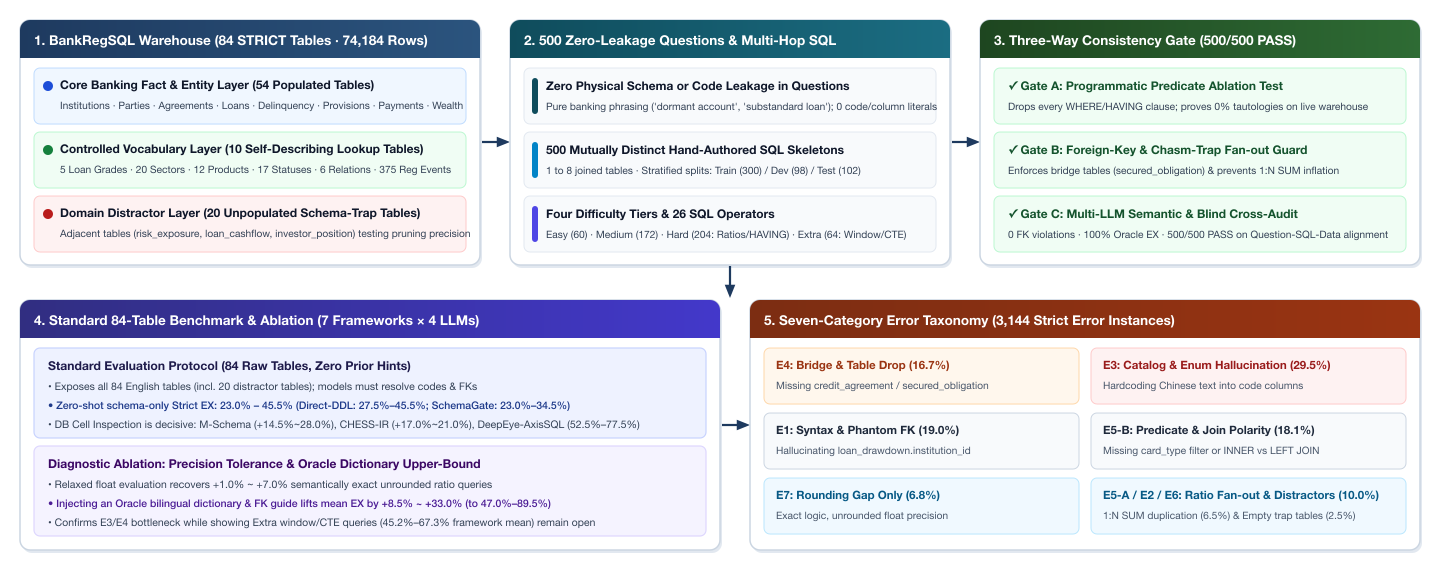 1. BankRegSQL Warehouse (84 STRICT Tables · 74,184 Rows)
Core Banking Fact & Entity Layer (54 Populated Tables)
Institutions · Parties · Agreements · Loans · Delinquency · Provisions · Payments · Wealth
Controlled Vocabulary Layer (10 Self-Describing Lookup Tables)
5 Loan Grades · 20 Sectors · 12 Products · 17 Statuses · 6 Relations · 375 Reg Events
Domain Distractor Layer (20 Unpopulated Schema-Trap Tables)
Adjacent tables (risk_exposure, loan_cashflow, investor_position) testing pruning precision
2. 500 Zero-Leakage Questions & Multi-Hop SQL
Zero Physical Schema or Code Leakage in Questions
Pure banking phrasing ('dormant account', 'substandard loan'); 0 code/column literals
500 Mutually Distinct Hand-Authored SQL Skeletons
1 to 8 joined tables · Stratified splits: Train (300) / Dev (98) / Test (102)
Four Difficulty Tiers & 26 SQL Operators
Easy (60) · Medium (172) · Hard (204: Ratios/HAVING) · Extra (64: Window/CTE)
3. Three-Way Consistency Gate (500/500 PASS)
✓ Gate A: Programmatic Predicate Ablation Test
Drops every WHERE/HAVING clause; proves 0% tautologies on live warehouse
✓ Gate B: Foreign-Key & Chasm-Trap Fan-out Guard
Enforces bridge tables (secured_obligation) & prevents 1:N SUM inflation
✓ Gate C: Multi-LLM Semantic & Blind Cross-Audit
0 FK violations · 100% Oracle EX · 500/500 PASS on Question-SQL-Data alignment
4. Standard 84-Table Benchmark & Ablation (7 Frameworks × 4 LLMs)
Standard Evaluation Protocol (84 Raw Tables, Zero Prior Hints)
• Exposes all 84 English tables (incl. 20 distractor tables); models must resolve codes & FKs
• Zero-shot schema-only Strict EX: 23.0% – 45.5% (Direct-DDL: 27.5%–45.5%; SchemaGate: 23.0%–34.5%)
• DB Cell Inspection is decisive: M-Schema (+14.5%~28.0%), CHESS-IR (+17.0%~21.0%), DeepEye-AxisSQL (52.5%–77.5%)
Diagnostic Ablation: Precision Tolerance & Oracle Dictionary Upper-Bound
• Relaxed float evaluation recovers +1.0% ~ +7.0% semantically exact unrounded ratio queries
• Injecting an Oracle bilingual dictionary & FK guide lifts mean EX by +8.5% ~ +33.0% (to 47.0%–89.5%)
• Confirms E3/E4 bottleneck while showing Extra window/CTE queries (45.2%–67.3% framework mean) remain open
5. Seven-Category Error Taxonomy (3,144 Strict Error Instances)
E4: Bridge & Table Drop (16.7%)
Missing credit_agreement / secured_obligation
E3: Catalog & Enum Hallucination (29.5%)
Hardcoding Chinese text into code columns
E1: Syntax & Phantom FK (19.0%)
Hallucinating loan_drawdown.institution_id
E5-B: Predicate & Join Polarity (18.1%)
Missing card_type filter or INNER vs LEFT JOIN
E7: Rounding Gap Only (6.8%)
Exact logic, unrounded float precision
E5-A / E2 / E6: Ratio Fan-out & Distractors (10.0%)
1:N SUM duplication (6.5%) & Empty trap tables (2.5%)